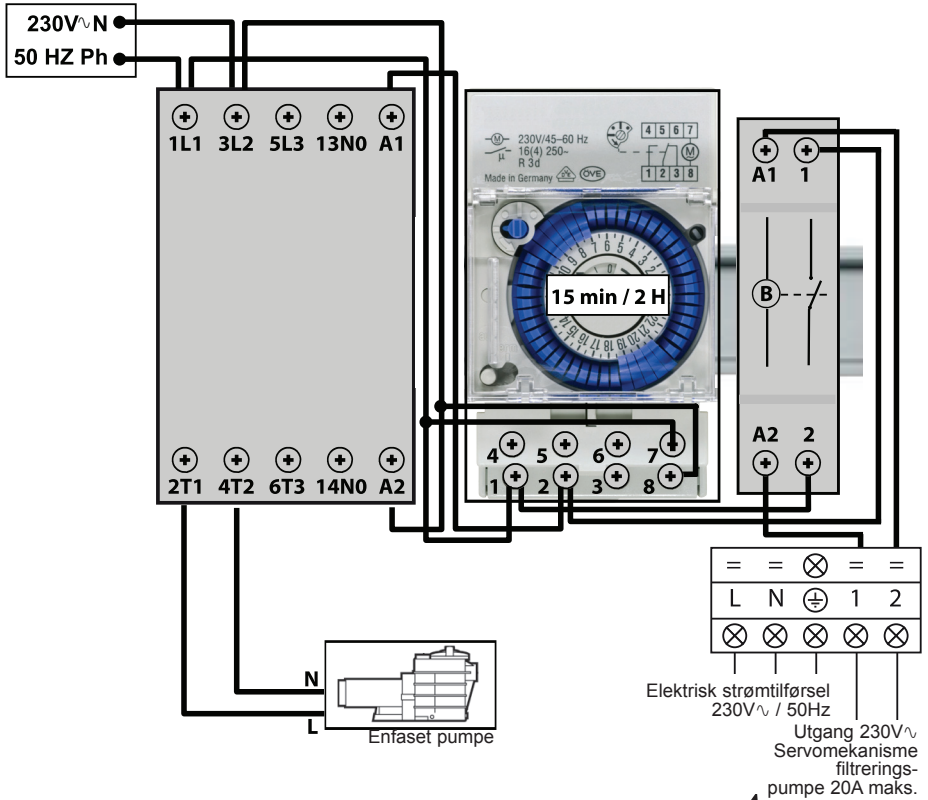 230V∿ N
50 HZ Ph
1L1 3L2 5L3 13N0 A1
230V/45–60 Hz
16(4) 250~
R 3d
Made in Germany
ÖVE
4 5 6 7
M
1 2 3 8
A1 1
15 min / 2 H
B
A2 2
4 5 6 7
1 2 3 8
2T1 4T2 6T3 14N0 A2
= = = =
L N 1 2
N
L
Enfaset pumpe
Elektrisk strømtilførsel
230V∿ / 50Hz
Utgang 230V∿
Servomekanisme
filtrerings-
pumpe 20A maks.